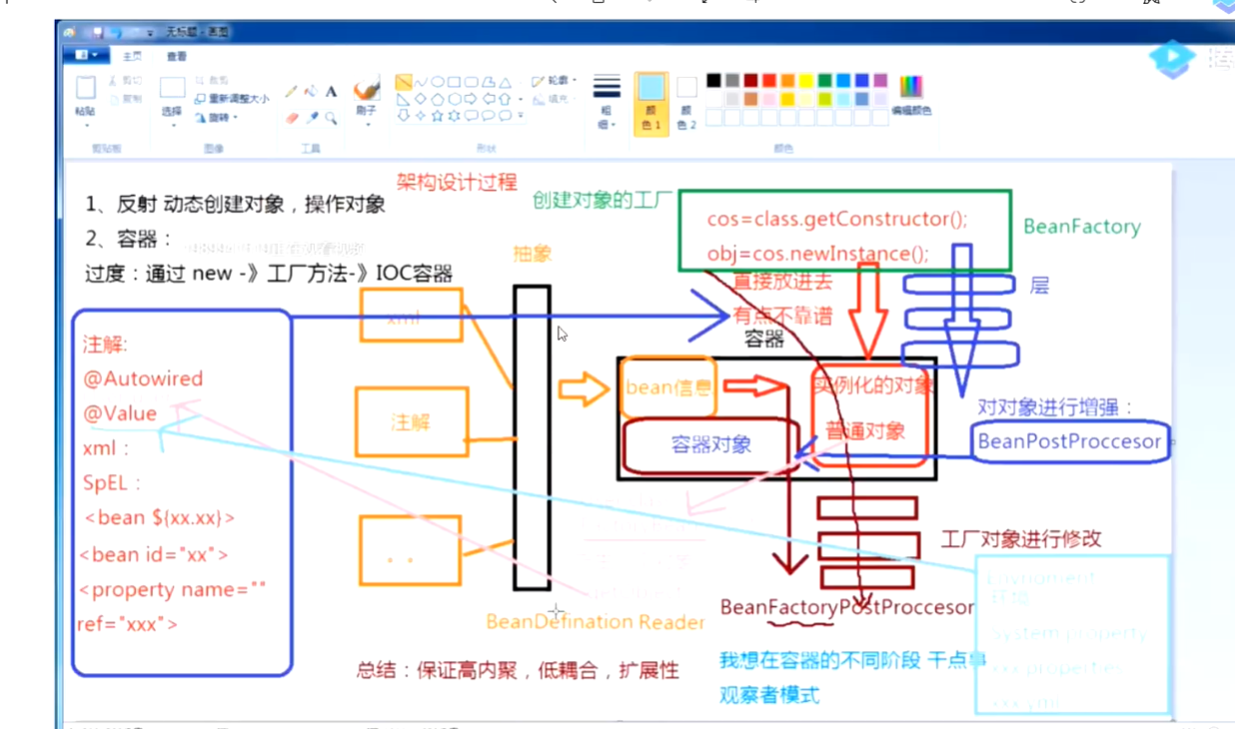 无标题 - 画图
主页 查看
粘贴
剪切
复制
剪贴板
选择
裁剪
重新调整大小
旋转
图像
A
工具
刷子
轮廓
填充
形状
粗细
颜色 1
颜色 2
编辑颜色
颜色
架构设计过程
1、反射 动态创建对象，操作对象
2、容器：
过度：通过 new -》工厂方法-》IOC容器
创建对象的工厂
cos=class.getConstructor();
obj=cos.newInstance();
BeanFactory
抽象
直接放进去
有点不靠谱
层
容器
xml
注解
. .
注解:
@Autowired
@Value
xml：
SpEL：
<bean ${xx.xx}>
<bean id="xx">
<property name=""
ref="xxx">
bean信息
实例化的对象
普通对象
容器对象
对对象进行增强：
BeanPostProccesor
工厂对象进行修改
BeanFactoryPostProccesor
BeanDefination Reader
总结：保证高内聚，低耦合，扩展性
我想在容器的不同阶段 干点事
观察者模式
环境
System property
xxx.properties
xxx.yml